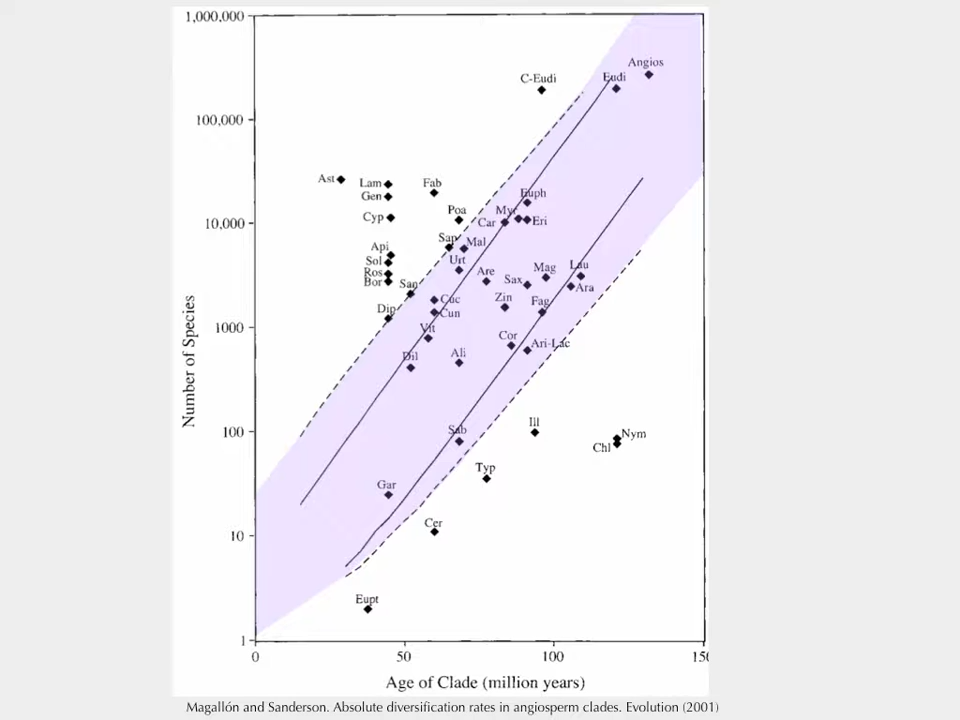 1,000,000
Angios
C-Eudi
Eudi
100,000
Ast
Lam
Fab
Gen
Euph
Poa
Myr
Cyp
10,000
Car
Eri
Sap
Mal
Api
Urt
Sol
Are
Mag
Lau
Ros
Sax
Bor
San
Ara
Cuc
Zin
Fag
Dip
Cun
1000
Vit
Cor
Ari-Lac
Dil
Ali
Number of Species
100
Sab
Ill
Nym
Chl
Typ
Gar
10
Cer
Eupt
1
0
50
100
Age of Clade (million years)
Magallón and Sanderson. Absolute diversification rates in angiosperm clades. Evolution (2001)